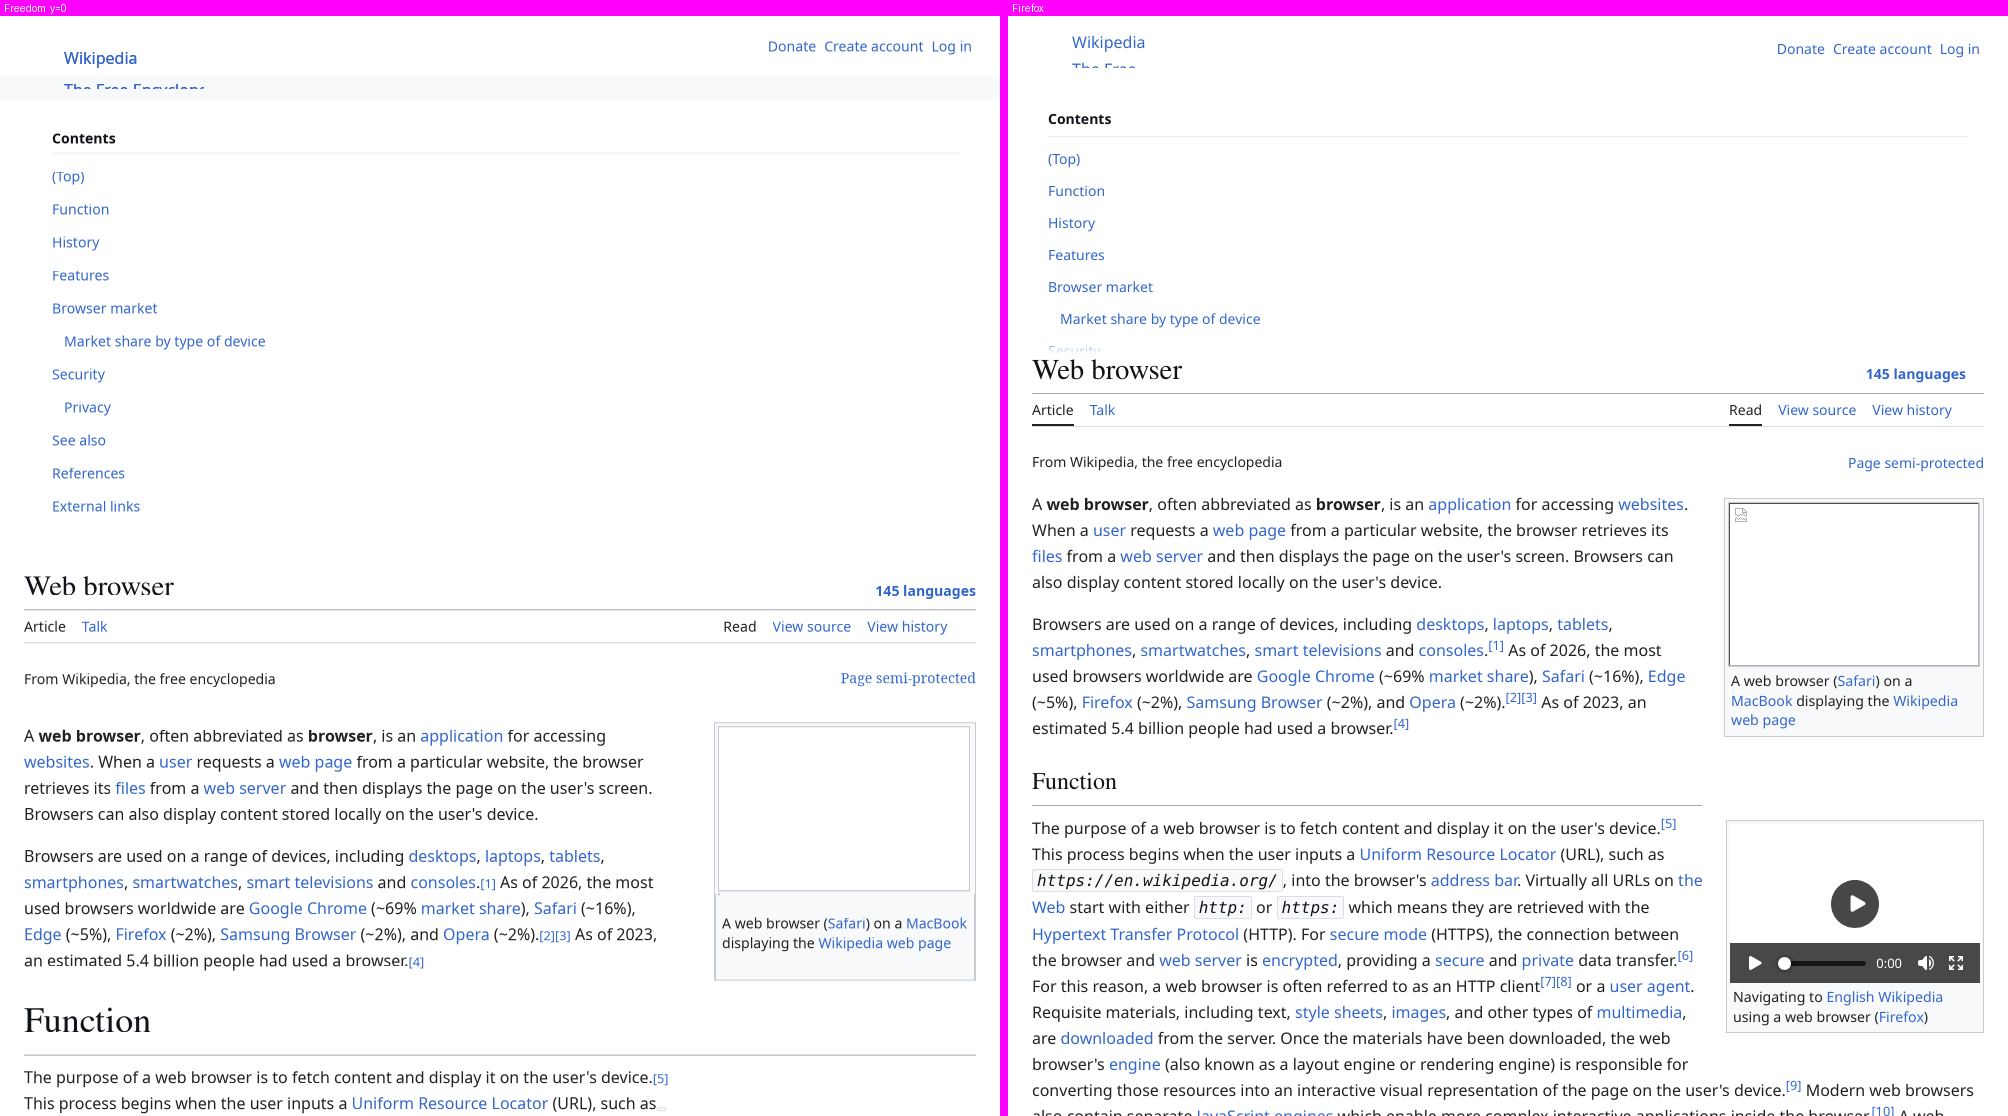 Freedom y=0
Wikipedia
Donate Create account Log in
The Free Encyclop
Contents
(Top)
Function
History
Features
Browser market
Market share by type of device
Security
Privacy
See also
References
External links
Web browser
145 languages
Article Talk
Read View source View history
From Wikipedia, the free encyclopedia
Page semi-protected
A web browser, often abbreviated as browser, is an application for accessing
websites. When a user requests a web page from a particular website, the browser
retrieves its files from a web server and then displays the page on the user's screen.
Browsers can also display content stored locally on the user's device.
Browsers are used on a range of devices, including desktops, laptops, tablets,
smartphones, smartwatches, smart televisions and consoles.[1] As of 2026, the most
used browsers worldwide are Google Chrome (~69% market share), Safari (~16%),
Edge (~5%), Firefox (~2%), Samsung Browser (~2%), and Opera (~2%).[2][3] As of 2023,
an estimated 5.4 billion people had used a browser.[4]
A web browser (Safari) on a MacBook
displaying the Wikipedia web page
Function
The purpose of a web browser is to fetch content and display it on the user's device.[5]
This process begins when the user inputs a Uniform Resource Locator (URL), such as
Firefox
Wikipedia
Donate Create account Log in
The Free
Contents
(Top)
Function
History
Features
Browser market
Market share by type of device
Security
Web browser
145 languages
Article Talk
Read View source View history
From Wikipedia, the free encyclopedia
Page semi-protected
A web browser, often abbreviated as browser, is an application for accessing websites.
When a user requests a web page from a particular website, the browser retrieves its
files from a web server and then displays the page on the user's screen. Browsers can
also display content stored locally on the user's device.
Browsers are used on a range of devices, including desktops, laptops, tablets,
smartphones, smartwatches, smart televisions and consoles.[1] As of 2026, the most
used browsers worldwide are Google Chrome (~69% market share), Safari (~16%), Edge
(~5%), Firefox (~2%), Samsung Browser (~2%), and Opera (~2%).[2][3] As of 2023, an
estimated 5.4 billion people had used a browser.[4]
A web browser (Safari) on a
MacBook displaying the Wikipedia
web page
Function
The purpose of a web browser is to fetch content and display it on the user's device.[5]
This process begins when the user inputs a Uniform Resource Locator (URL), such as
https://en.wikipedia.org/, into the browser's address bar. Virtually all URLs on the
Web start with either http: or https: which means they are retrieved with the
Hypertext Transfer Protocol (HTTP). For secure mode (HTTPS), the connection between
the browser and web server is encrypted, providing a secure and private data transfer.[6]
For this reason, a web browser is often referred to as an HTTP client[7][8] or a user agent.
Requisite materials, including text, style sheets, images, and other types of multimedia,
are downloaded from the server. Once the materials have been downloaded, the web
browser's engine (also known as a layout engine or rendering engine) is responsible for
converting those resources into an interactive visual representation of the page on the user's device.[9] Modern web browsers
also contain separate JavaScript engines which enable more complex interactive applications inside the browser.[10] A web
0:00
Navigating to English Wikipedia
using a web browser (Firefox)